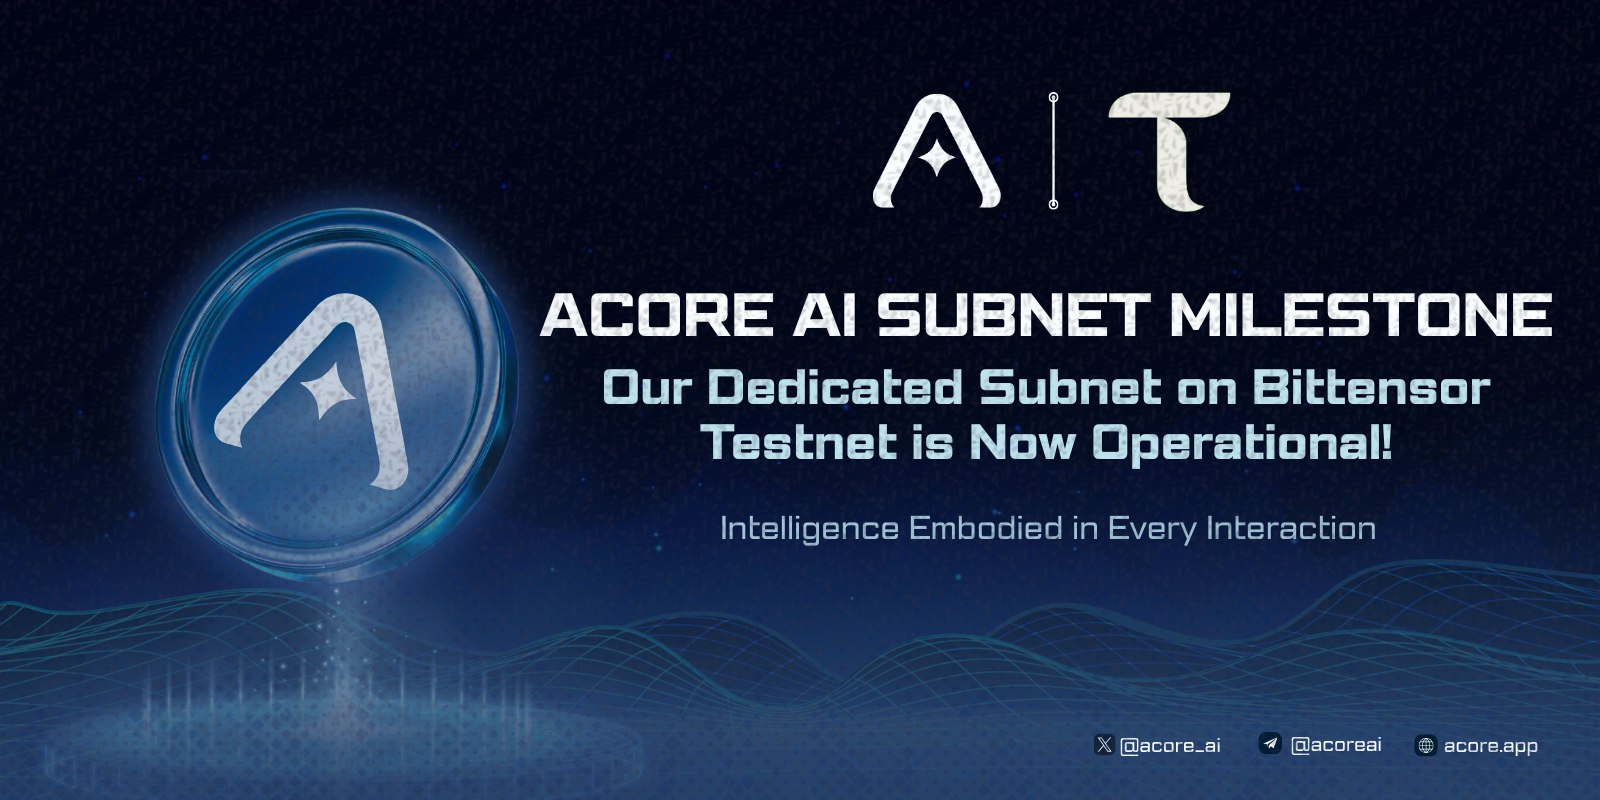 ACORE AI SUBNET MILESTONE
Our Dedicated Subnet on Bittensor
Testnet is Now Operational!
Intelligence Embodied in Every Interaction
@acore_ai
@acoreai
acore.app